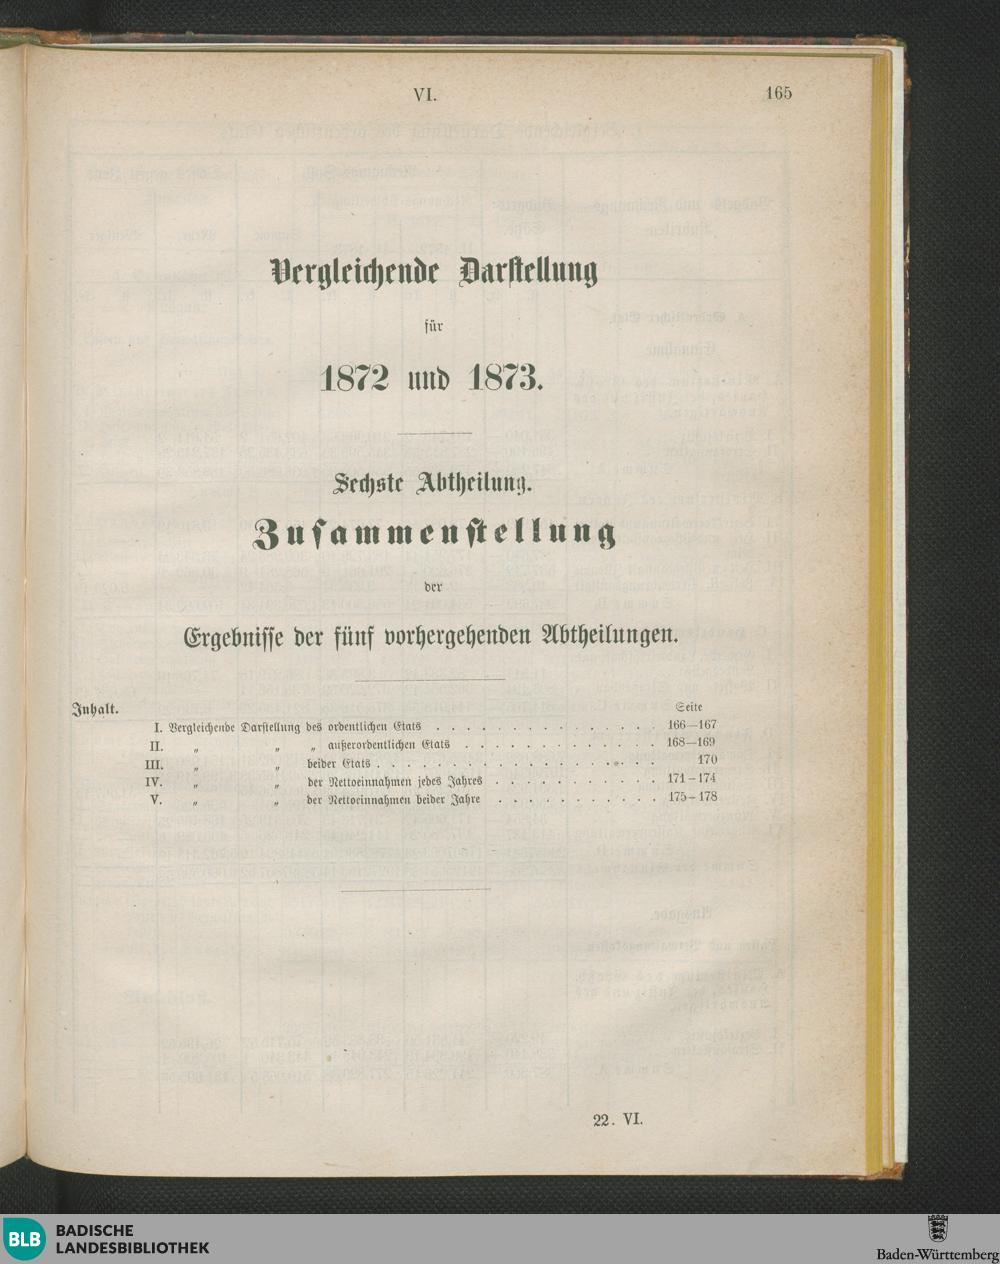 VI. 165
Vergleichende Darstellung
für
1872 und 1873.
Sechste Abtheilung.
Zusammenstellung
der
Ergebnisse der fünf vorhergehenden Abtheilungen.
Inhalt. Seite
I. Vergleichende Darstellung des ordentlichen Etats . . . . . . . . . . . . . . 166—167
II. „ „ „ außerordentlichen Etats . . . . . . . . . . . . 168—169
III. „ „ beider Etats . . . . . . . . . . . . . . . . . 170
IV. „ „ der Nettoeinnahmen jedes Jahres . . . . . . . . . . 171–174
V. „ „ der Nettoeinnahmen beider Jahre . . . . . . . . . . 175–178
22. VI.
BLB BADISCHE
LANDESBIBLIOTHEK
Baden-Württemberg